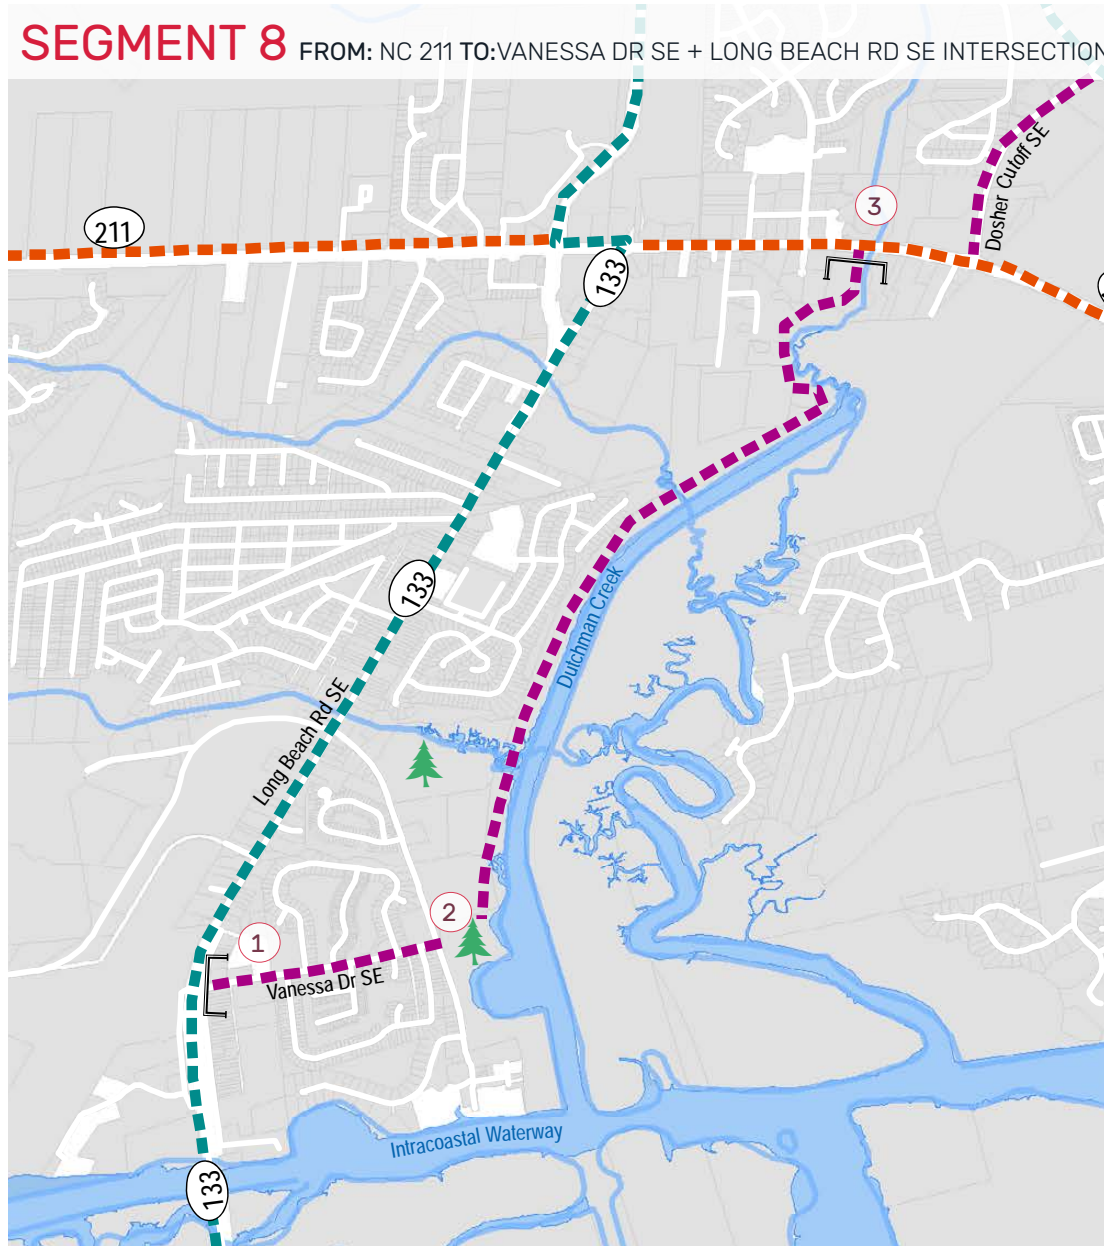 SEGMENT 8 FROM: NC 211 TO:VANESSA DR SE + LONG BEACH RD SE INTERSECTION
3
Dosher Cutoff SE
211
133
133
Dutchman Creek
Long Beach Rd SE
2
1
Vanessa Dr SE
Intracoastal Waterway
133